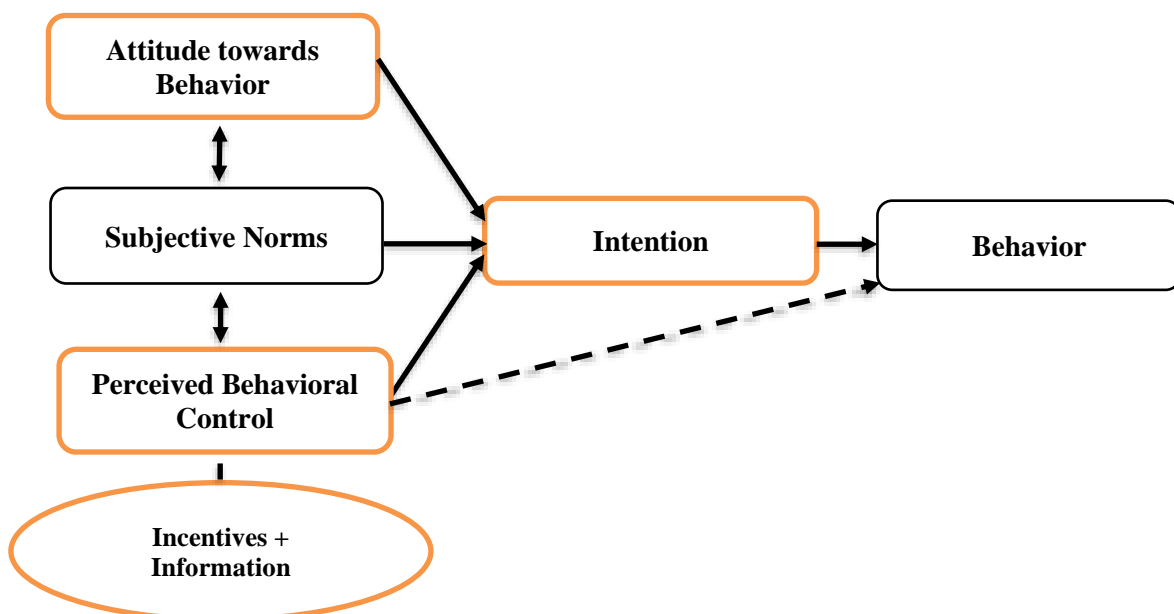 Attitude towards
Behavior
Subjective Norms
Intention
Behavior
Perceived Behavioral
Control
Incentives +
Information